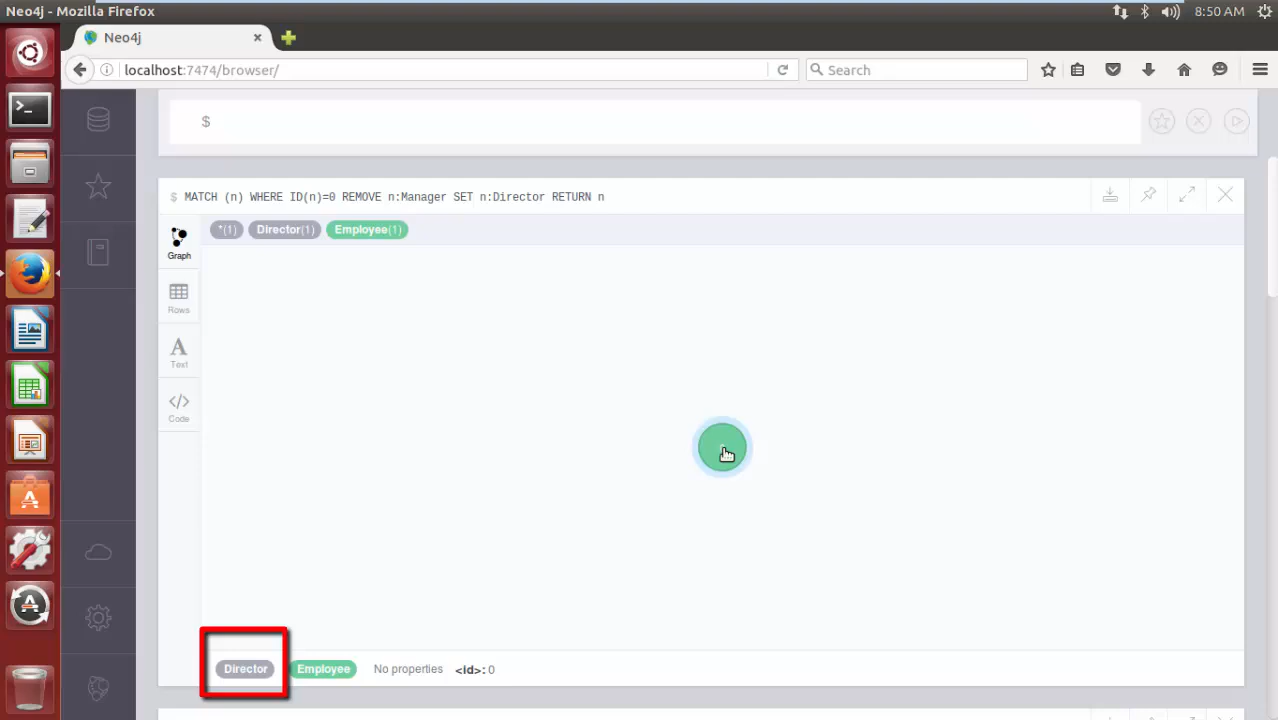 Neo4j - Mozilla Firefox
8:50 AM
Neo4j
localhost:7474/browser/
Search
$
$ MATCH (n) WHERE ID(n)=0 REMOVE n:Manager SET n:Director RETURN n
*(1) Director(1) Employee(1)
Graph
Rows
A
Text
</>
Code
Director Employee No properties <id>: 0